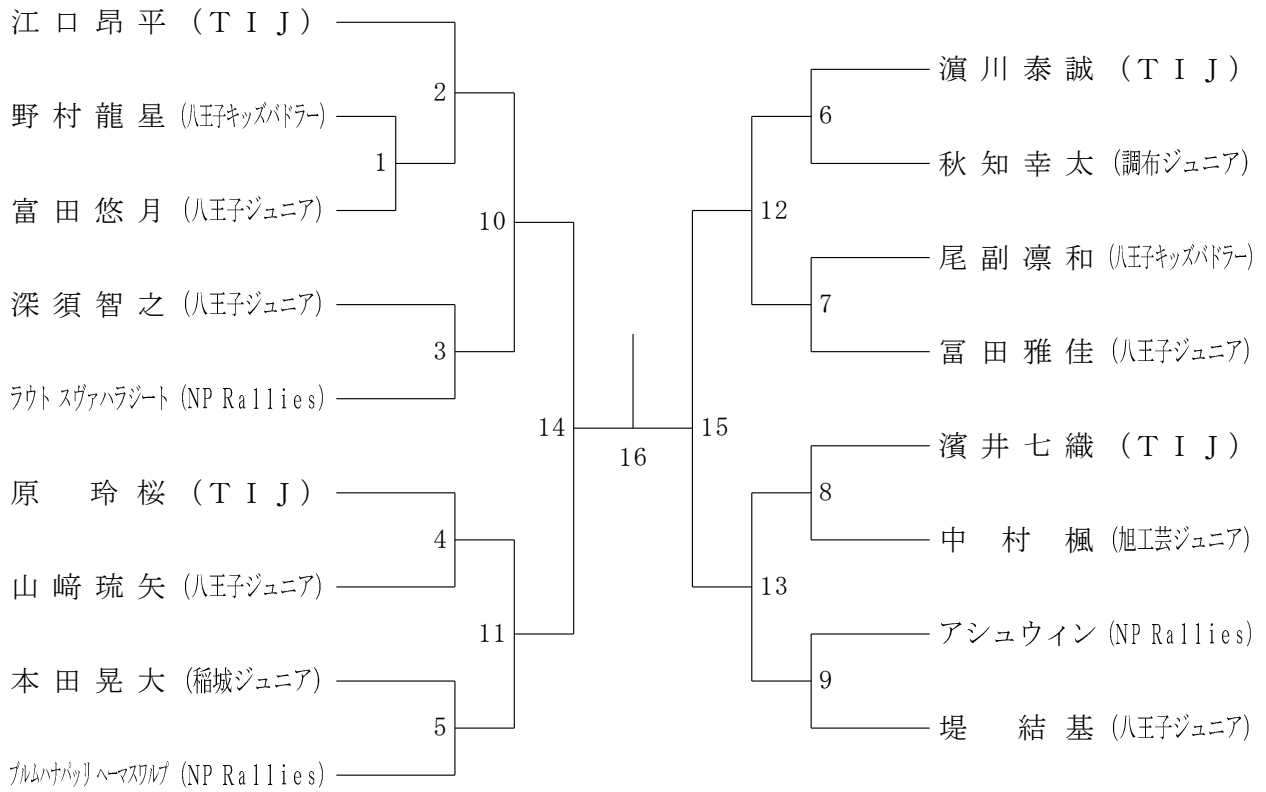 江口昂平 (ＴＩＪ)
野村龍星 (八王子キッズバドラー)
富田悠月 (八王子ジュニア)
深須智之 (八王子ジュニア)
ラウト スヴァハラジート (NP Rallies)
原 玲桜 (ＴＩＪ)
山﨑琉矢 (八王子ジュニア)
本田晃大 (稲城ジュニア)
ブルムハナパッリ ヘーマスワルプ (NP Rallies)
2
1
10
3
14
4
11
5
16
15
6
12
7
8
13
9
濵川泰誠 (ＴＩＪ)
秋知幸太 (調布ジュニア)
尾副凛和 (八王子キッズバドラー)
冨田雅佳 (八王子ジュニア)
濱井七織 (ＴＩＪ)
中村楓 (旭工芸ジュニア)
アシュウィン (NP Rallies)
堤 結基 (八王子ジュニア)